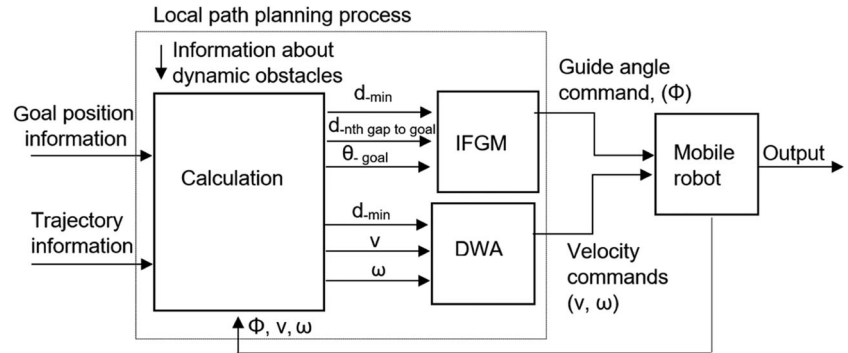 Local path planning process
Information about
dynamic obstacles
Goal position
information
Trajectory
information
Calculation
d-min
d-nth gap to goal
θ- goal
d-min
v
ω
IFGM
DWA
Guide angle
command, (Φ)
Velocity
commands
(v, ω)
Mobile
robot
Output
Φ, v, ω